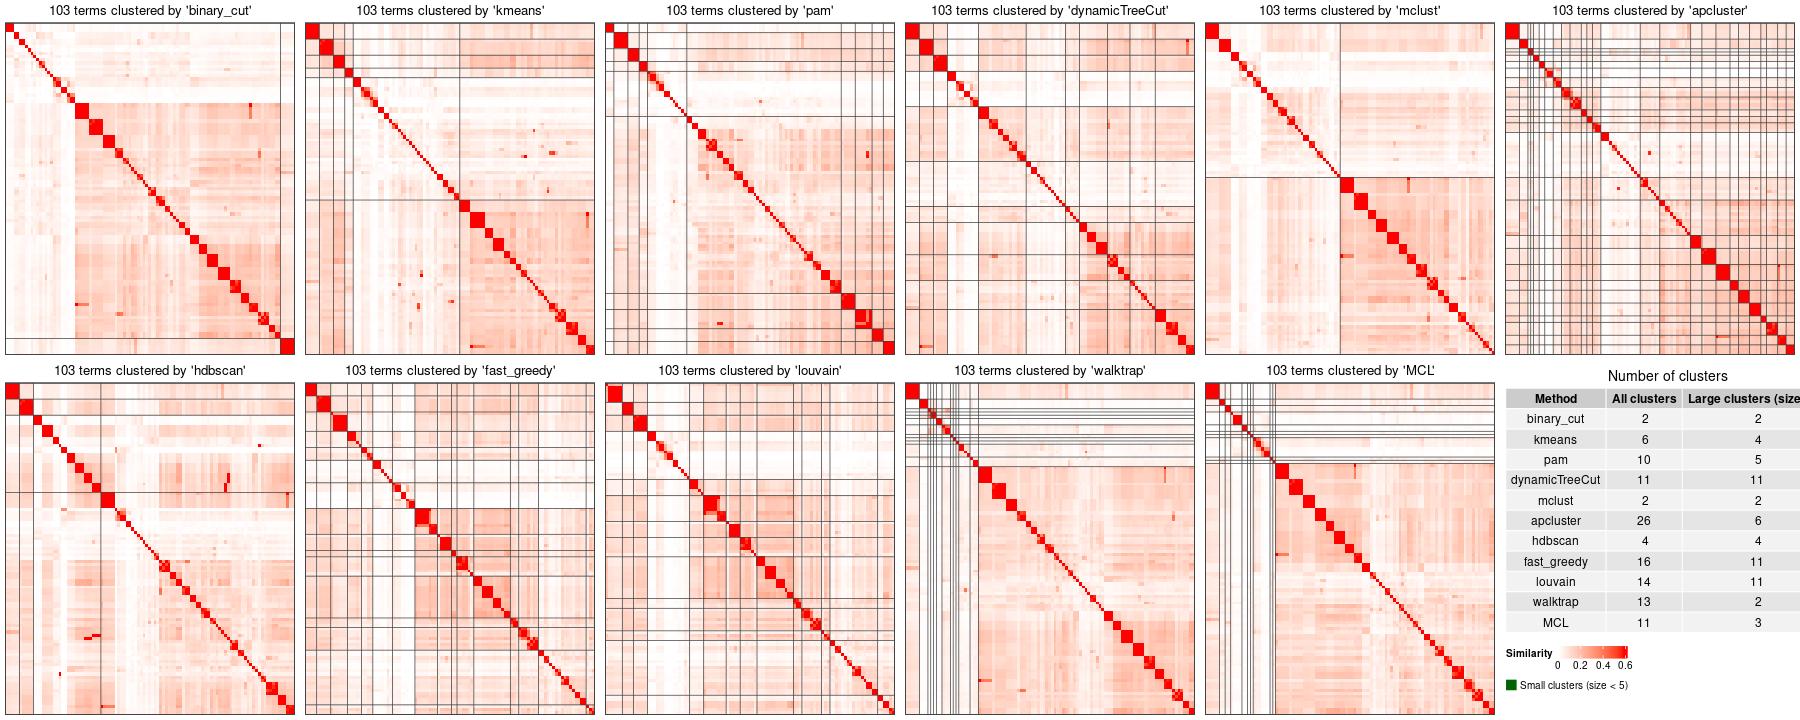 103 terms clustered by 'binary_cut'
103 terms clustered by 'kmeans'
103 terms clustered by 'pam'
103 terms clustered by 'dynamicTreeCut'
103 terms clustered by 'mclust'
103 terms clustered by 'apcluster'
103 terms clustered by 'hdbscan'
103 terms clustered by 'fast_greedy'
103 terms clustered by 'louvain'
103 terms clustered by 'walktrap'
103 terms clustered by 'MCL'
Number of clusters
Method All clusters Large clusters (size
binary_cut 2 2
kmeans 6 4
pam 10 5
dynamicTreeCut 11 11
mclust 2 2
apcluster 26 6
hdbscan 4 4
fast_greedy 16 11
louvain 14 11
walktrap 13 2
MCL 11 3
Similarity
0 0.2 0.4 0.6
Small clusters (size < 5)